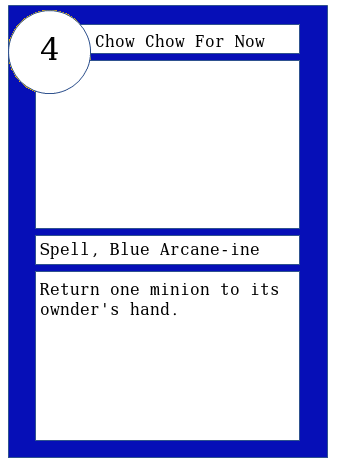 4
Chow Chow For Now
Spell, Blue Arcane-ine
Return one minion to its
ownder's hand.